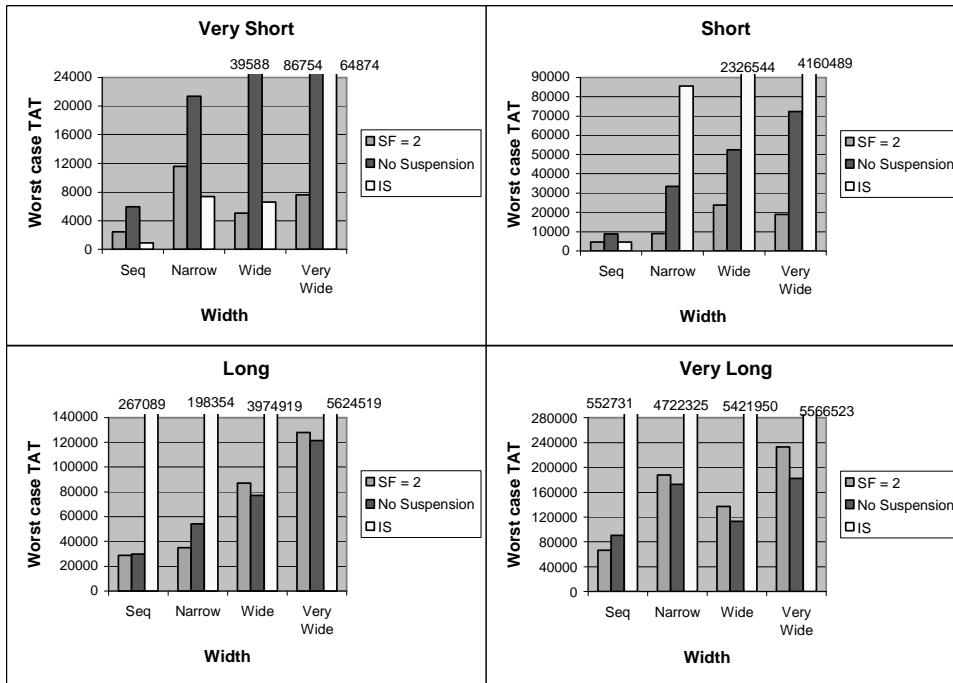 Very Short
39588 86754 64874
24000
20000
16000
12000
8000
4000
0
Worst case TAT
Seq Narrow Wide Very
Wide
Width
SF = 2
No Suspension
IS
Short
2326544 4160489
90000
80000
70000
60000
50000
40000
30000
20000
10000
0
Worst case TAT
Seq Narrow Wide Very
Wide
Width
SF = 2
No Suspension
IS
Long
267089 198354 3974919 5624519
140000
120000
100000
80000
60000
40000
20000
0
Worst case TAT
Seq Narrow Wide Very
Wide
Width
SF = 2
No Suspension
IS
Very Long
552731 4722325 5421950 5566523
280000
240000
200000
160000
120000
80000
40000
0
Worst case TAT
Seq Narrow Wide Very
Wide
Width
SF = 2
No Suspension
IS